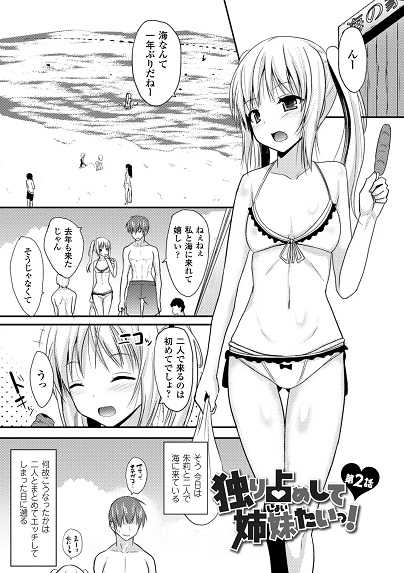 海の家
んー
海なんて
一年ぶりだねー
ねぇねぇ
私と海に来れて
嬉しい？
去年も来た
じゃん
そうじゃなくて
二人で来るのは
初めてでしょ？
ニコ
うっ
そう 今日は
朱莉と二人で
海に来ている
何故こうなったかは
二人とまとめてエッチして
しまった日に遡る
第2話
独り占めして
姉妹たいっ！